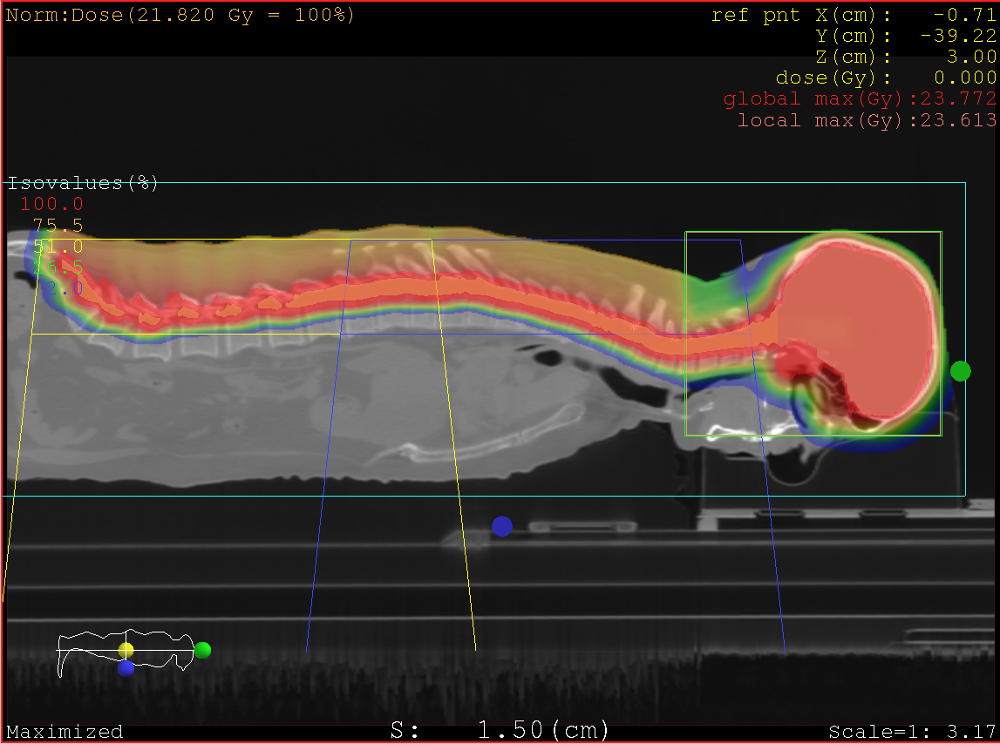 Norm:Dose(21.820 Gy = 100%)
ref pnt X(cm): -0.71
Y(cm): -39.22
Z(cm): 3.00
dose(Gy): 0.000
global max(Gy):23.772
local max(Gy):23.613
Isovalues(%)
100.0
75.5
51.0
26.5
2.0
Maximized
S: 1.50(cm)
Scale=1: 3.17